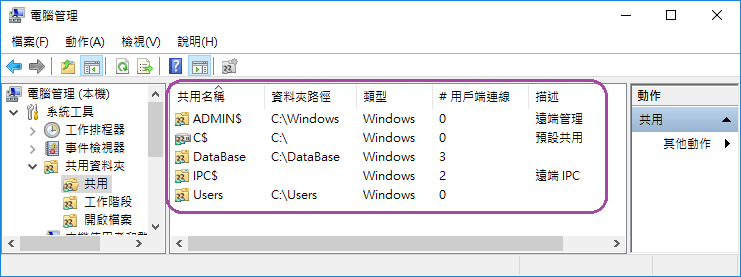 電腦管理
檔案(F) 動作(A) 檢視(V) 說明(H)
電腦管理 (本機)
系統工具
工作排程器
事件檢視器
共用資料夾
共用
工作階段
開啟檔案
共用名稱 資料夾路徑 類型 # 用戶端連線 描述
ADMIN$ C:\Windows Windows 0 遠端管理
C$ C:\ Windows 0 預設共用
DataBase C:\DataBase Windows 3
IPC$ Windows 2 遠端 IPC
Users C:\Users Windows 0
動作
共用
其他動作